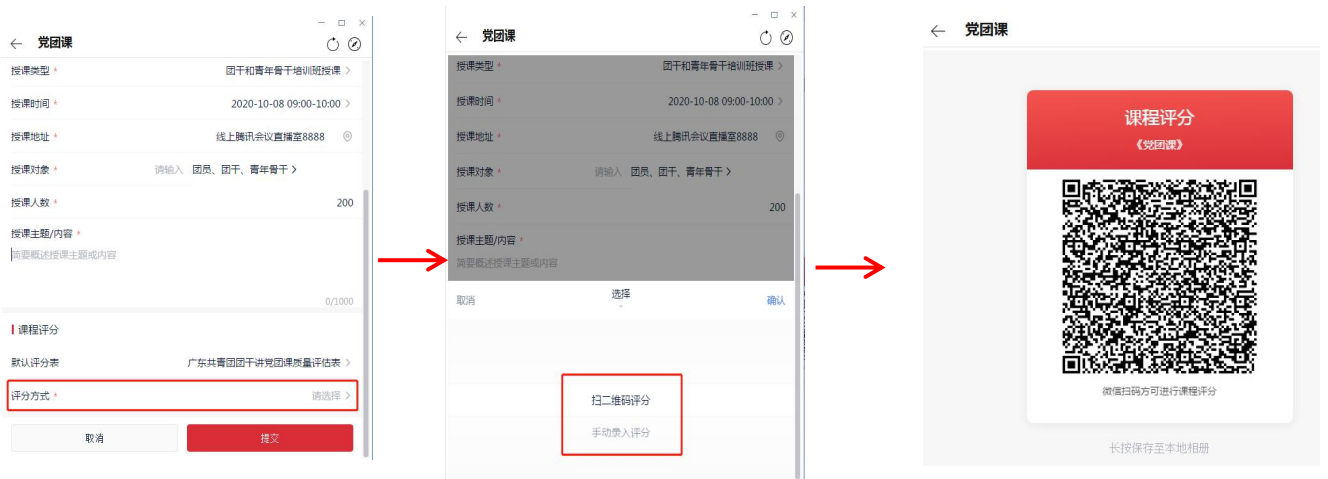 党团课
授课类型 *
团干和青年骨干培训班授课
授课时间 *
2020-10-08 09:00-10:00
授课地址 *
线上腾讯会议直播室8888
授课对象 *
请输入 团员、团干、青年骨干
授课人数 *
200
授课主题/内容 *
简要概述授课主题或内容
0/1000
课程评分
默认评分表
广东共青团团干讲党团课质量评估表
评分方式 *
请选择
取消
提交
党团课
授课类型 *
团干和青年骨干培训班授课
授课时间 *
2020-10-08 09:00-10:00
授课地址 *
线上腾讯会议直播室8888
授课对象 *
请输入 团员、团干、青年骨干
授课人数 *
200
授课主题/内容 *
简要概述授课主题或内容
取消
选择
确认
扫二维码评分
手动录入评分
党团课
课程评分
《党团课》
微信扫码方可进行课程评分
长按保存至本地相册